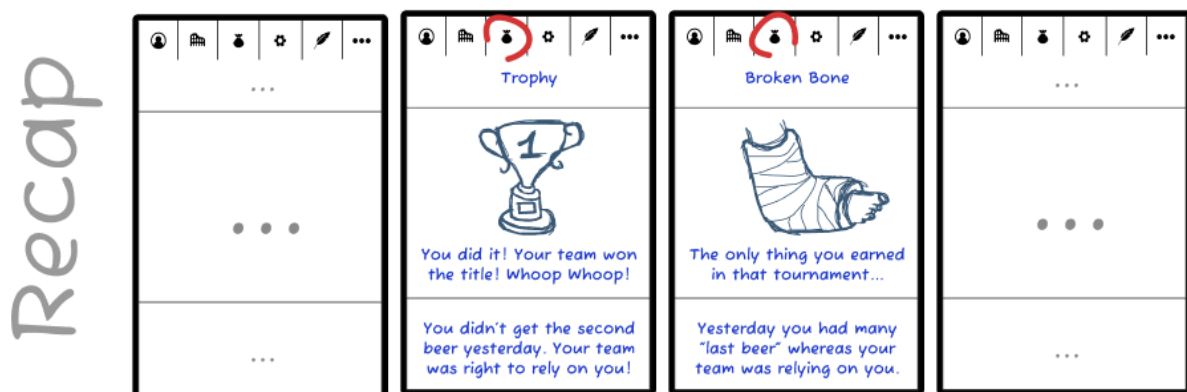 Recap
...
...
...
Trophy
1
You did it! Your team won
the title! Whoop Whoop!
You didn't get the second
beer yesterday. Your team
was right to rely on you!
Broken Bone
The only thing you earned
in that tournament...
Yesterday you had many
"last beer" whereas your
team was relying on you.
...
...
...